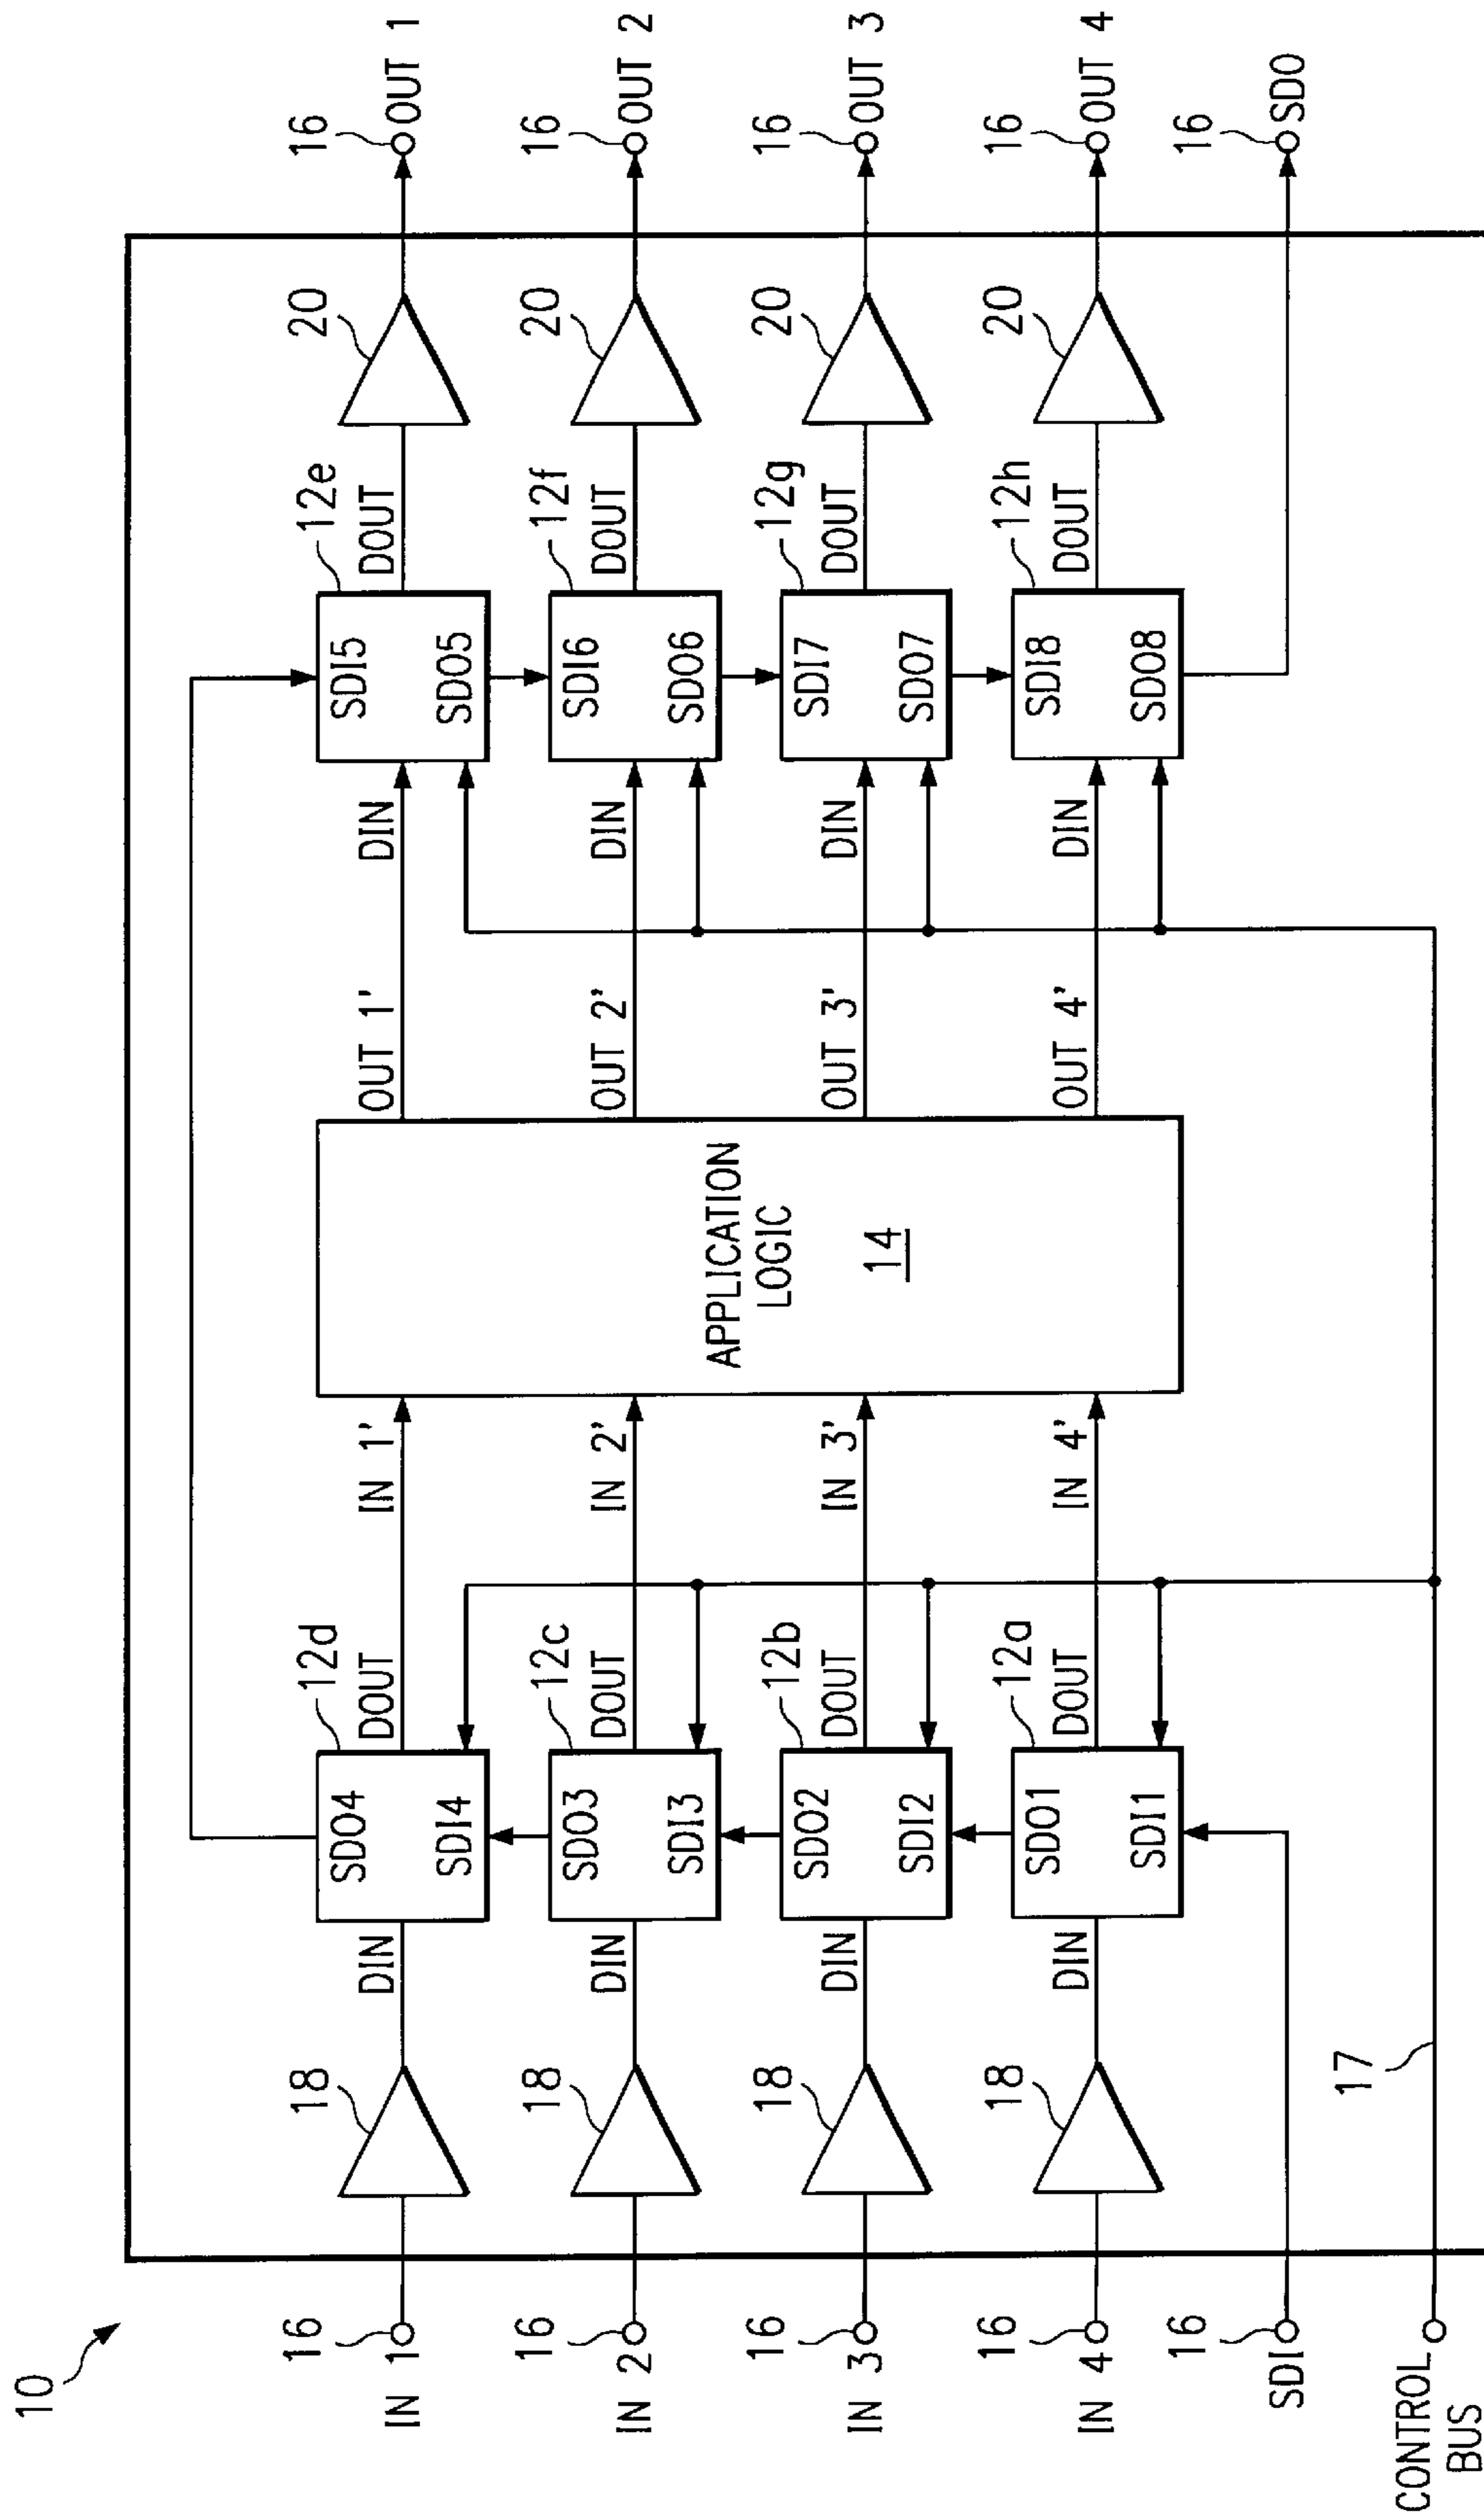 10
16
IN 1
18
DIN
SDO4
SDI4
12d
DOUT
IN 1'
OUT 1'
DIN
SDI5
SDO5
12e
DOUT
20
16
OUT 1
16
IN 2
18
DIN
SDO3
SDI3
12c
DOUT
IN 2'
OUT 2'
DIN
SDI6
SDO6
12f
DOUT
20
16
OUT 2
APPLICATION
LOGIC
14
16
IN 3
18
DIN
SDO2
SDI2
12b
DOUT
IN 3'
OUT 3'
DIN
SDI7
SDO7
12g
DOUT
20
16
OUT 3
16
IN 4
18
DIN
SDO1
SDI1
12a
DOUT
IN 4'
OUT 4'
DIN
SDI8
SDO8
12h
DOUT
20
16
OUT 4
16
SDI
16
SDO
17
CONTROL
BUS